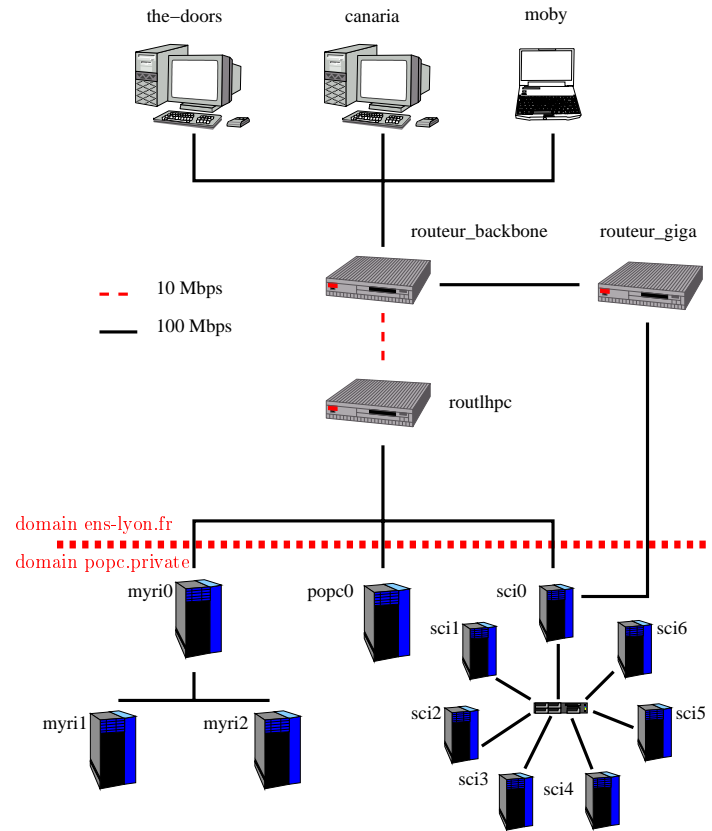 the−doors
canaria
moby
routeur_backbone
routeur_giga
10 Mbps
100 Mbps
routlhpc
domain ens-lyon.fr
domain popc.private
myri0
popc0
sci0
sci1
sci6
myri1
myri2
sci2
sci5
sci3
sci4